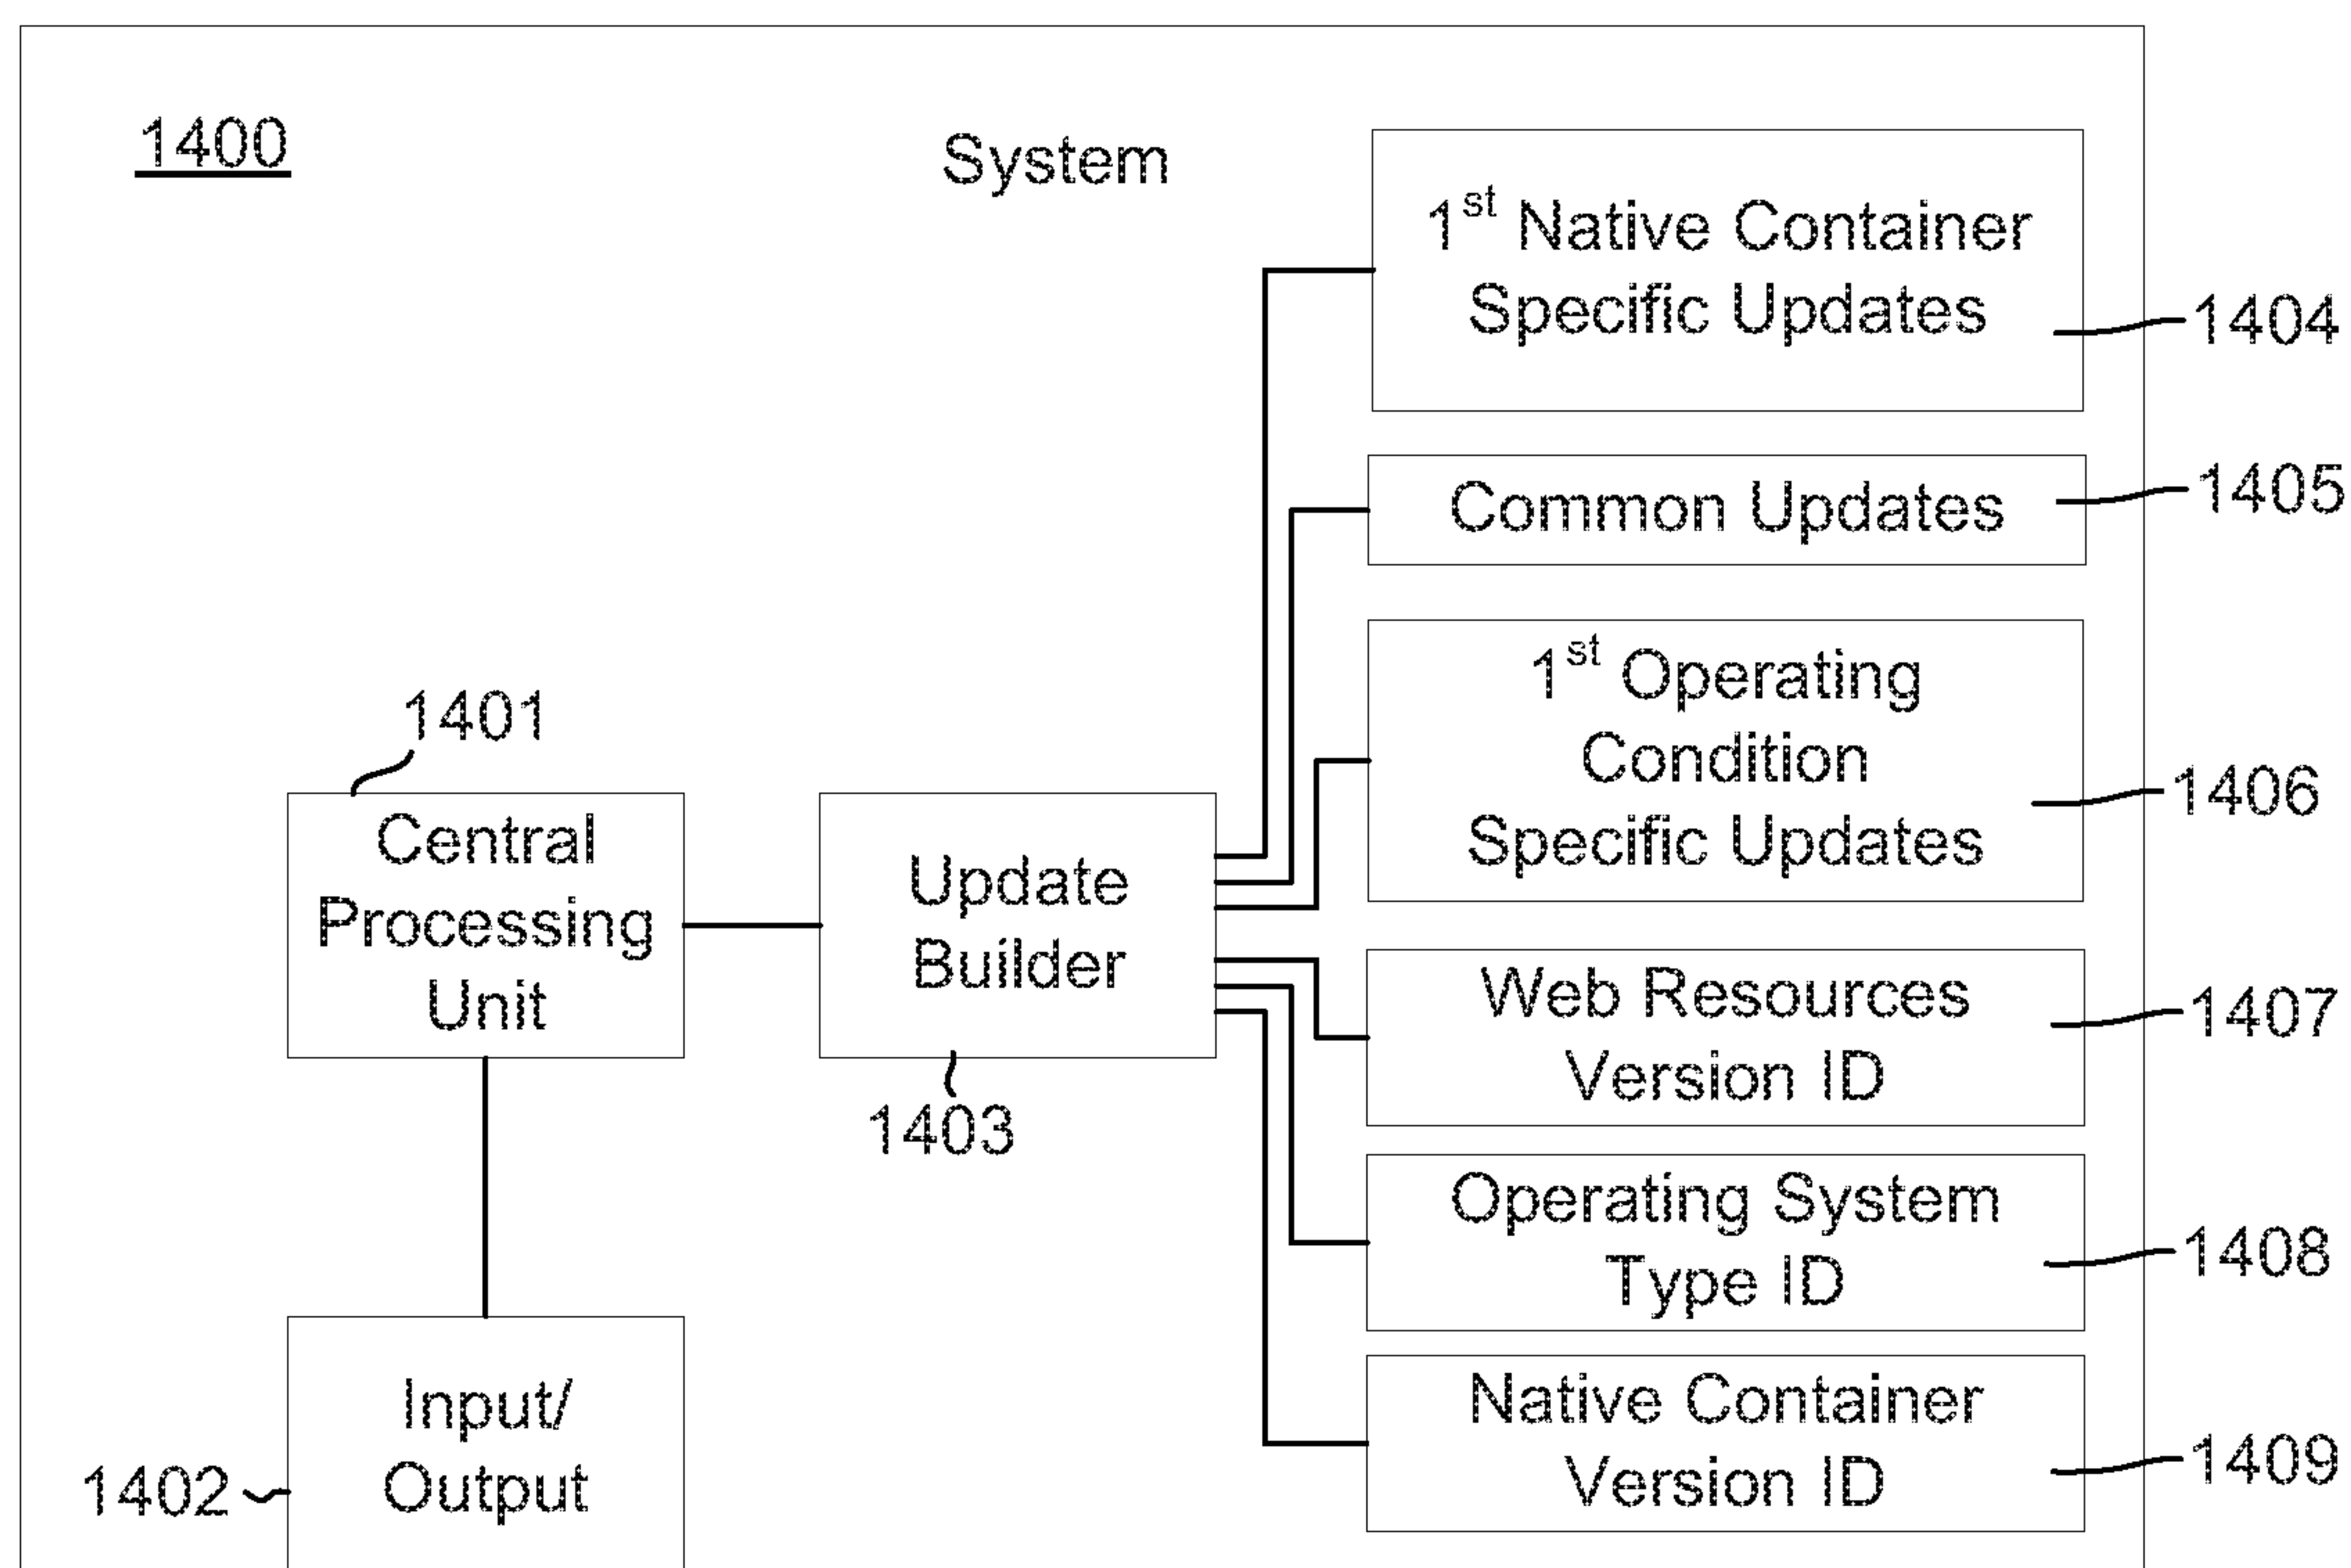 1400
System
1st Native Container
Specific Updates
1404
Common Updates
1405
1st Operating
Condition
Specific Updates
1406
1401
Central
Processing
Unit
Update
Builder
1403
Web Resources
Version ID
1407
Operating System
Type ID
1408
Input/
Output
1402
Native Container
Version ID
1409